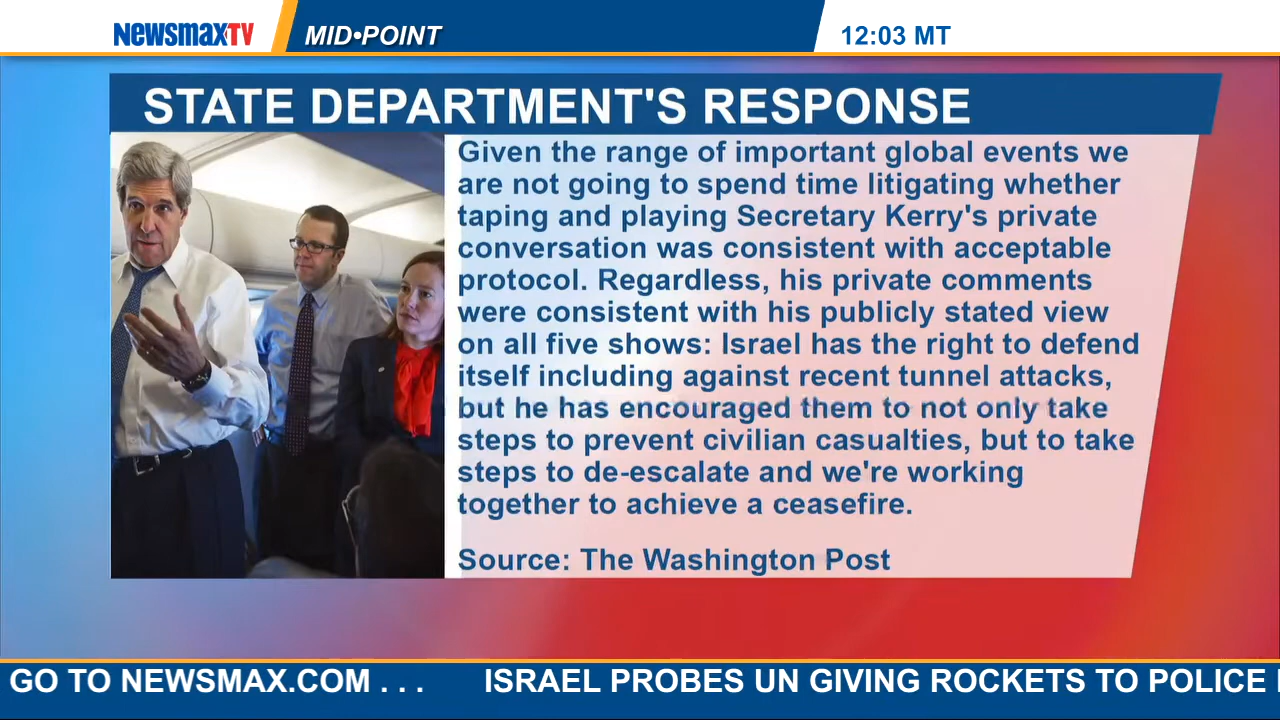 NEWSMAXTV
MID•POINT
12:03 MT
STATE DEPARTMENT'S RESPONSE
Given the range of important global events we
are not going to spend time litigating whether
taping and playing Secretary Kerry's private
conversation was consistent with acceptable
protocol. Regardless, his private comments
were consistent with his publicly stated view
on all five shows: Israel has the right to defend
itself including against recent tunnel attacks,
but he has encouraged them to not only take
steps to prevent civilian casualties, but to take
steps to de-escalate and we're working
together to achieve a ceasefire.
Source: The Washington Post
GO TO NEWSMAX.COM . . . ISRAEL PROBES UN GIVING ROCKETS TO POLICE